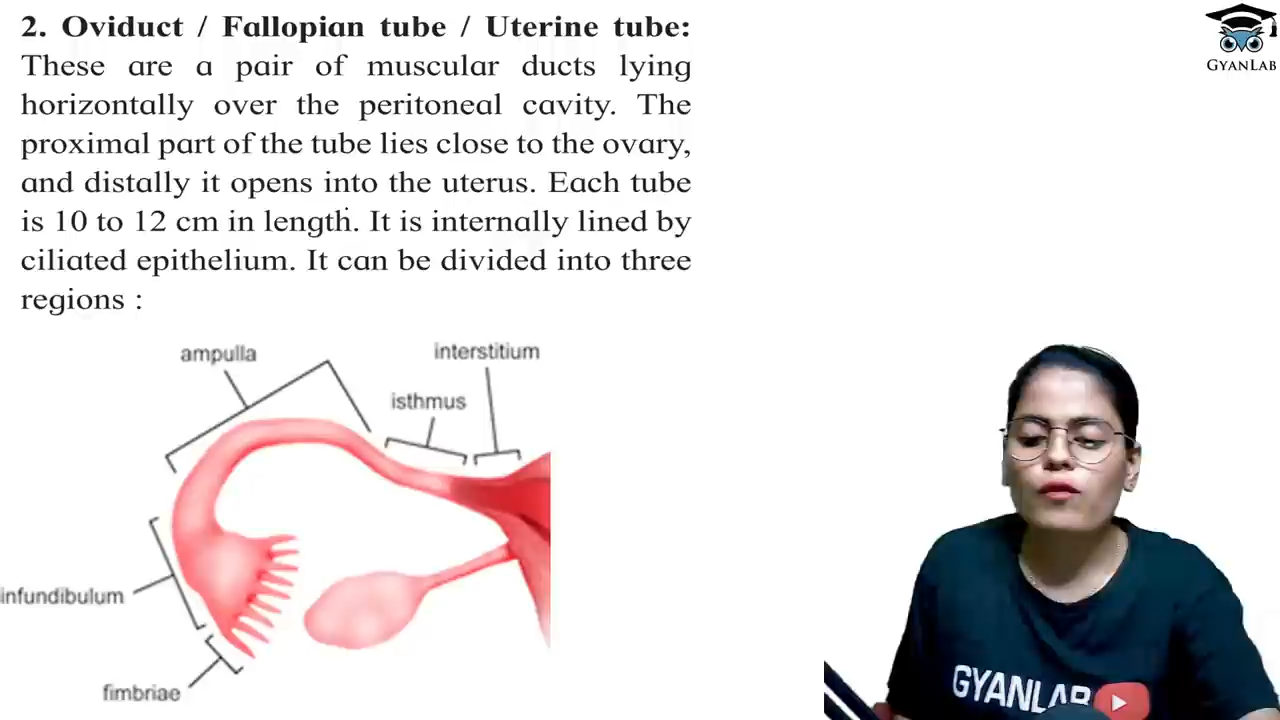 2. Oviduct / Fallopian tube / Uterine tube:
These are a pair of muscular ducts lying
horizontally over the peritoneal cavity. The
proximal part of the tube lies close to the ovary,
and distally it opens into the uterus. Each tube
is 10 to 12 cm in length. It is internally lined by
ciliated epithelium. It can be divided into three
regions :
ampulla
interstitium
isthmus
infundibulum
fimbriae
GYANLAB
GYANLAB